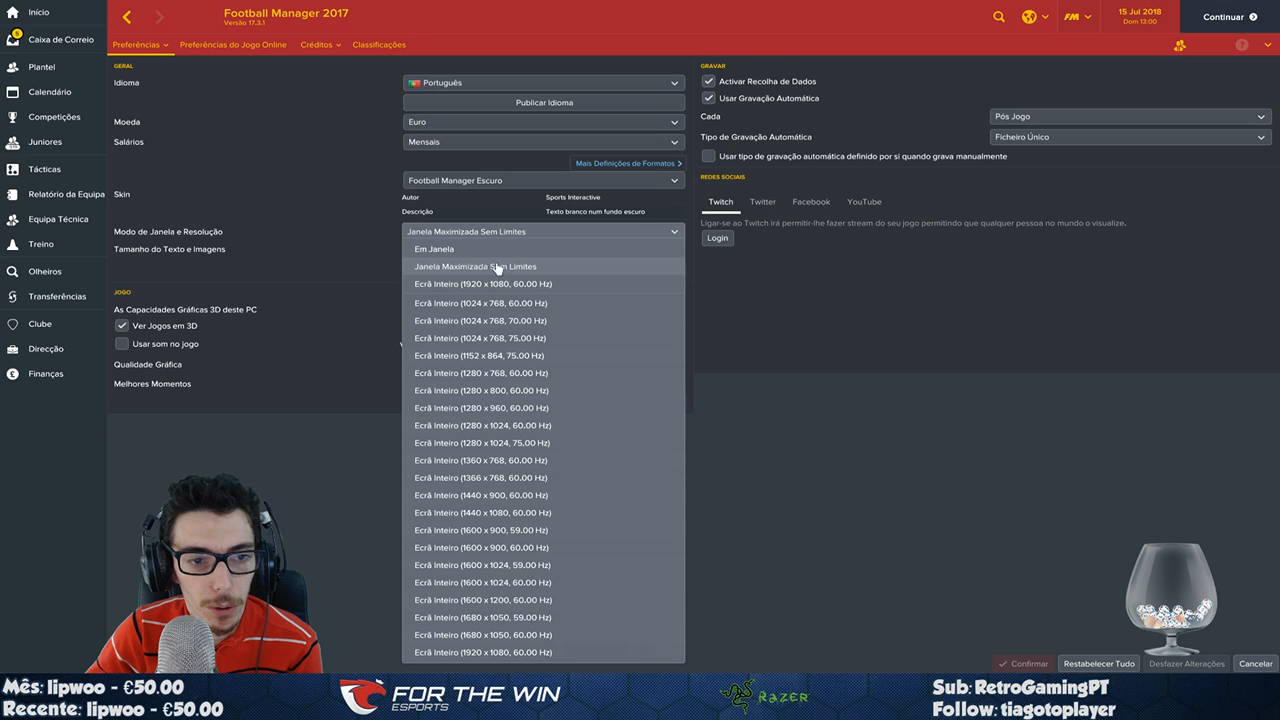 Início
Football Manager 2017
Versão 17.3.1
FM
15 Jul 2018
Dom 13:00
Continuar
5
Caixa de Correio
Preferências
Preferências do Jogo Online
Créditos
Classificações
Plantel
Calendário
Competições
Juniores
Tácticas
Relatório da Equipa
Equipa Técnica
Treino
Olheiros
Transferências
Clube
Direcção
Finanças
GERAL
Idioma
Português
Publicar Idioma
Moeda
Euro
Salários
Mensais
Mais Definições de Formatos
Skin
Football Manager Escuro
Autor
Sports Interactive
Descrição
Texto branco num fundo escuro
Modo de Janela e Resolução
Janela Maximizada Sem Limites
Tamanho do Texto e Imagens
Em Janela
Janela Maximizada Sem Limites
Ecrã Inteiro (1920 x 1080, 60.00 Hz)
Ecrã Inteiro (1024 x 768, 60.00 Hz)
Ecrã Inteiro (1024 x 768, 70.00 Hz)
Ecrã Inteiro (1024 x 768, 75.00 Hz)
Ecrã Inteiro (1152 x 864, 75.00 Hz)
Ecrã Inteiro (1280 x 768, 60.00 Hz)
Ecrã Inteiro (1280 x 800, 60.00 Hz)
Ecrã Inteiro (1280 x 960, 60.00 Hz)
Ecrã Inteiro (1280 x 1024, 60.00 Hz)
Ecrã Inteiro (1280 x 1024, 75.00 Hz)
Ecrã Inteiro (1360 x 768, 60.00 Hz)
Ecrã Inteiro (1366 x 768, 60.00 Hz)
Ecrã Inteiro (1440 x 900, 60.00 Hz)
Ecrã Inteiro (1440 x 1080, 60.00 Hz)
Ecrã Inteiro (1600 x 900, 59.00 Hz)
Ecrã Inteiro (1600 x 900, 60.00 Hz)
Ecrã Inteiro (1600 x 1024, 59.00 Hz)
Ecrã Inteiro (1600 x 1024, 60.00 Hz)
Ecrã Inteiro (1600 x 1200, 60.00 Hz)
Ecrã Inteiro (1680 x 1050, 59.00 Hz)
Ecrã Inteiro (1680 x 1050, 60.00 Hz)
Ecrã Inteiro (1920 x 1080, 60.00 Hz)
JOGO
As Capacidades Gráficas 3D deste PC
Ver Jogos em 3D
Usar som no jogo
Qualidade Gráfica
Melhores Momentos
GRAVAR
Activar Recolha de Dados
Usar Gravação Automática
Cada
Pós Jogo
Tipo de Gravação Automática
Ficheiro Único
Usar tipo de gravação automática definido por si quando grava manualmente
REDES SOCIAIS
Twitch
Twitter
Facebook
YouTube
Ligar-se ao Twitch irá permitir-lhe fazer stream do seu jogo permitindo que qualquer pessoa no mundo o visualize.
Login
Confirmar
Restabelecer Tudo
Desfazer Alterações
Cancelar
Mês: lipwoo - €50.00
Recente: lipwoo - €50.00
FOR THE WIN
ESPORTS
RAZER
Sub: RetroGamingPT
Follow: tiagotoplayer